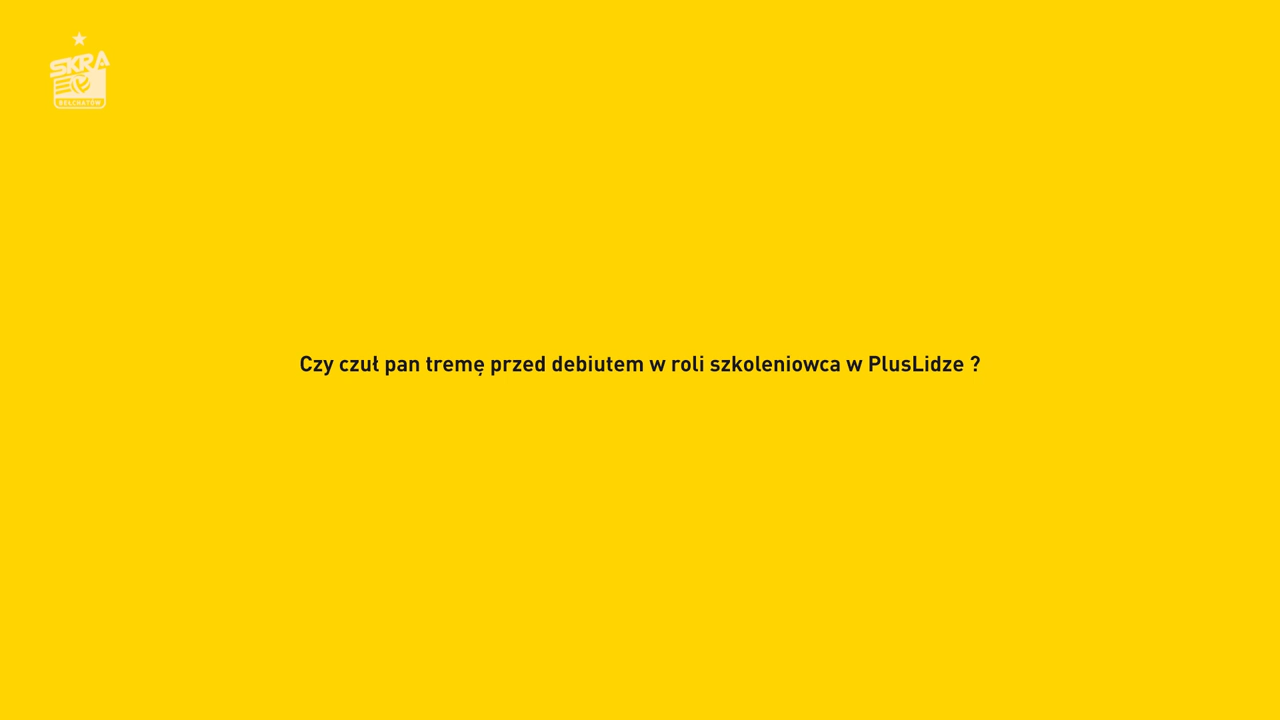 SKRA
BEŁCHATÓW
Czy czuł pan tremę przed debiutem w roli szkoleniowca w PlusLidze ?